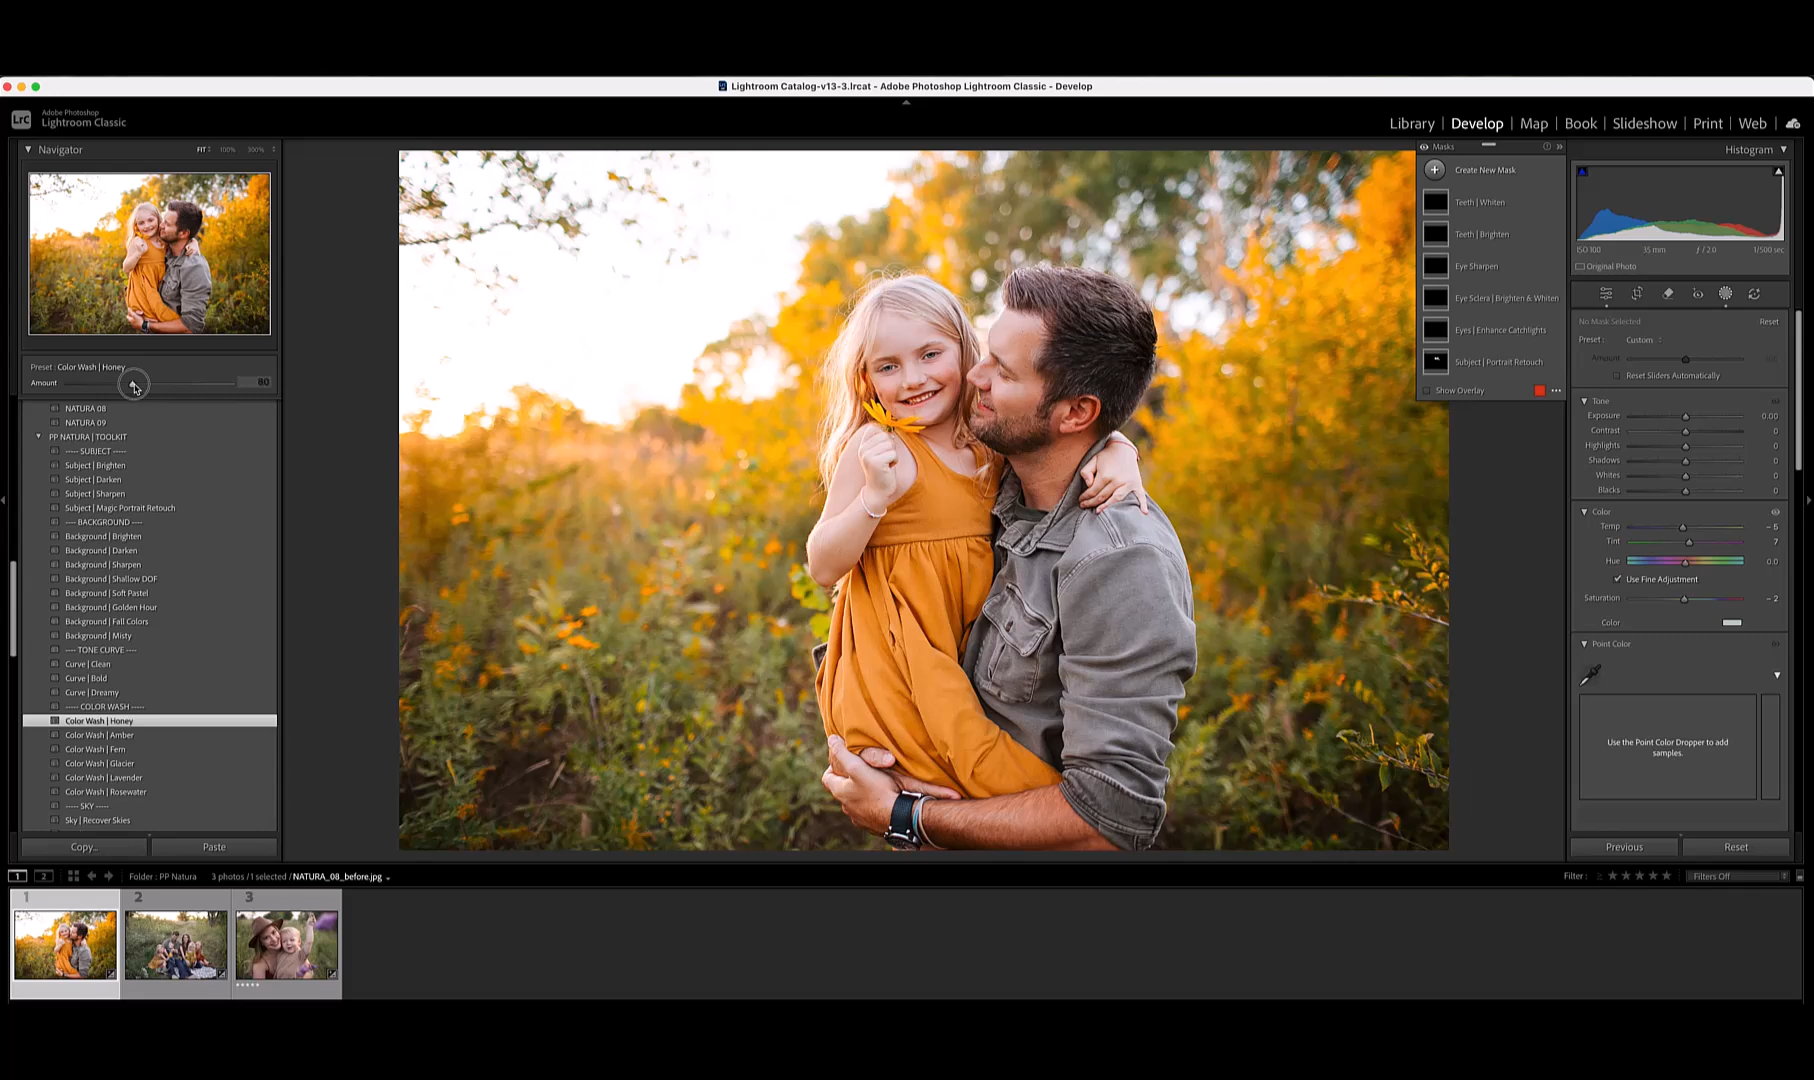 Lightroom Catalog-v13-3.lrcat - Adobe Photoshop Lightroom Classic - Develop
LrC
Adobe Photoshop
Lightroom Classic
Library | Develop | Map | Book | Slideshow | Print | Web
Navigator
FIT
100%
300%
Preset : Color Wash | Honey
Amount
80
NATURA 08
NATURA 09
PP NATURA | TOOLKIT
----- SUBJECT -----
Subject | Brighten
Subject | Darken
Subject | Sharpen
Subject | Magic Portrait Retouch
---- BACKGROUND ----
Background | Brighten
Background | Darken
Background | Sharpen
Background | Shallow DOF
Background | Soft Pastel
Background | Golden Hour
Background | Fall Colors
Background | Misty
---- TONE CURVE ----
Curve | Clean
Curve | Bold
Curve | Dreamy
----- COLOR WASH -----
Color Wash | Honey
Color Wash | Amber
Color Wash | Fern
Color Wash | Glacier
Color Wash | Lavender
Color Wash | Rosewater
----- SKY -----
Sky | Recover Skies
Copy...
Paste
Masks
Create New Mask
Teeth | Whiten
Teeth | Brighten
Eye Sharpen
Eye Sclera | Brighten & Whiten
Eyes | Enhance Catchlights
Subject | Portrait Retouch
Show Overlay
Histogram
ISO 100
35 mm
ƒ / 2.0
1/500 sec
Original Photo
No Mask Selected
Reset
Preset :
Custom
Amount
100
Reset Sliders Automatically
Tone
Exposure
0.00
Contrast
0
Highlights
0
Shadows
0
Whites
0
Blacks
0
Color
Temp
– 5
Tint
7
Hue
0.0
Use Fine Adjustment
Saturation
– 2
Color
Point Color
Use the Point Color Dropper to add
samples.
Previous
Reset
1
2
Folder : PP Natura
3 photos / 1 selected / NATURA_08_before.jpg
Filter :
Filters Off
1
2
3